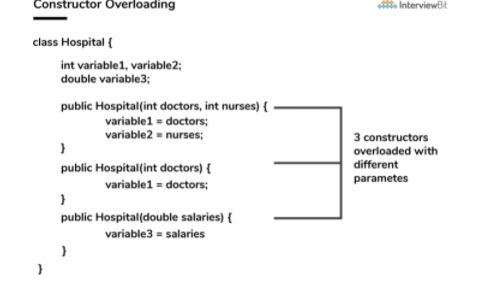 Constructor Overloading
InterviewBit
class Hospital {
int variable1, variable2;
double variable3;
public Hospital(int doctors, int nurses) {
variable1 = doctors;
variable2 = nurses;
}
public Hospital(int doctors) {
variable1 = doctors;
}
public Hospital(double salaries) {
variable3 = salaries
}
}
3 constructors
overloaded with
different
parametes